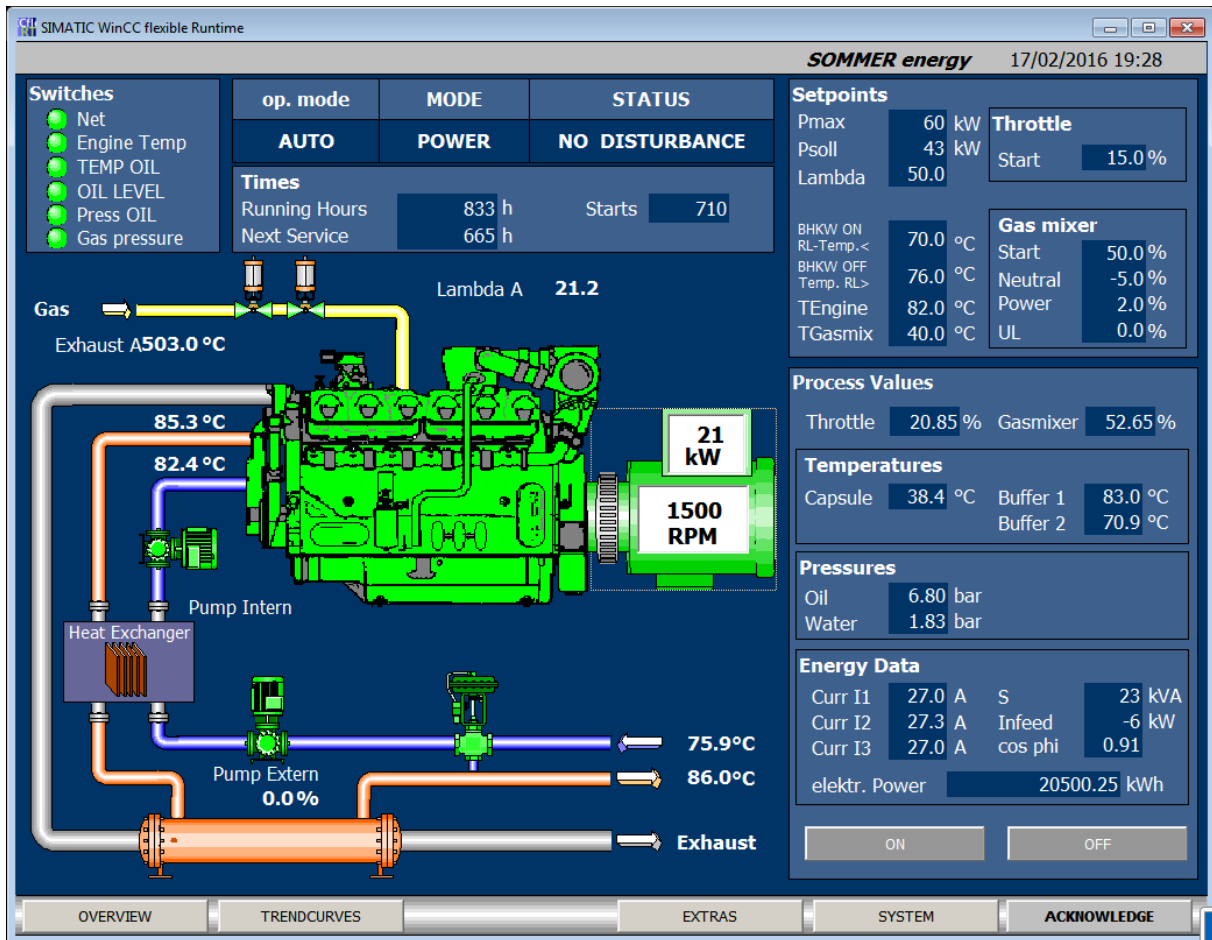 SIMATIC WinCC flexible Runtime
SOMMER energy 17/02/2016 19:28
Switches
Net
Engine Temp
TEMP OIL
OIL LEVEL
Press OIL
Gas pressure
op. mode MODE STATUS
AUTO POWER NO DISTURBANCE
Times
Running Hours 833 h Starts 710
Next Service 665 h
Lambda A 21.2
Gas
Exhaust A 503.0 °C
85.3 °C
82.4 °C
21 kW
1500 RPM
Pump Intern
Heat Exchanger
75.9°C
Pump Extern
0.0 %
86.0°C
Exhaust
Setpoints
Pmax 60 kW
Psoll 43 kW
Lambda 50.0
Throttle
Start 15.0 %
BHKW ON
RL-Temp.< 70.0 °C
BHKW OFF
Temp. RL> 76.0 °C
TEngine 82.0 °C
TGasmix 40.0 °C
Gas mixer
Start 50.0 %
Neutral -5.0 %
Power 2.0 %
UL 0.0 %
Process Values
Throttle 20.85 % Gasmixer 52.65 %
Temperatures
Capsule 38.4 °C Buffer 1 83.0 °C
Buffer 2 70.9 °C
Pressures
Oil 6.80 bar
Water 1.83 bar
Energy Data
Curr I1 27.0 A S 23 kVA
Curr I2 27.3 A Infeed -6 kW
Curr I3 27.0 A cos phi 0.91
elektr. Power 20500.25 kWh
ON OFF
OVERVIEW TRENDCURVES EXTRAS SYSTEM ACKNOWLEDGE